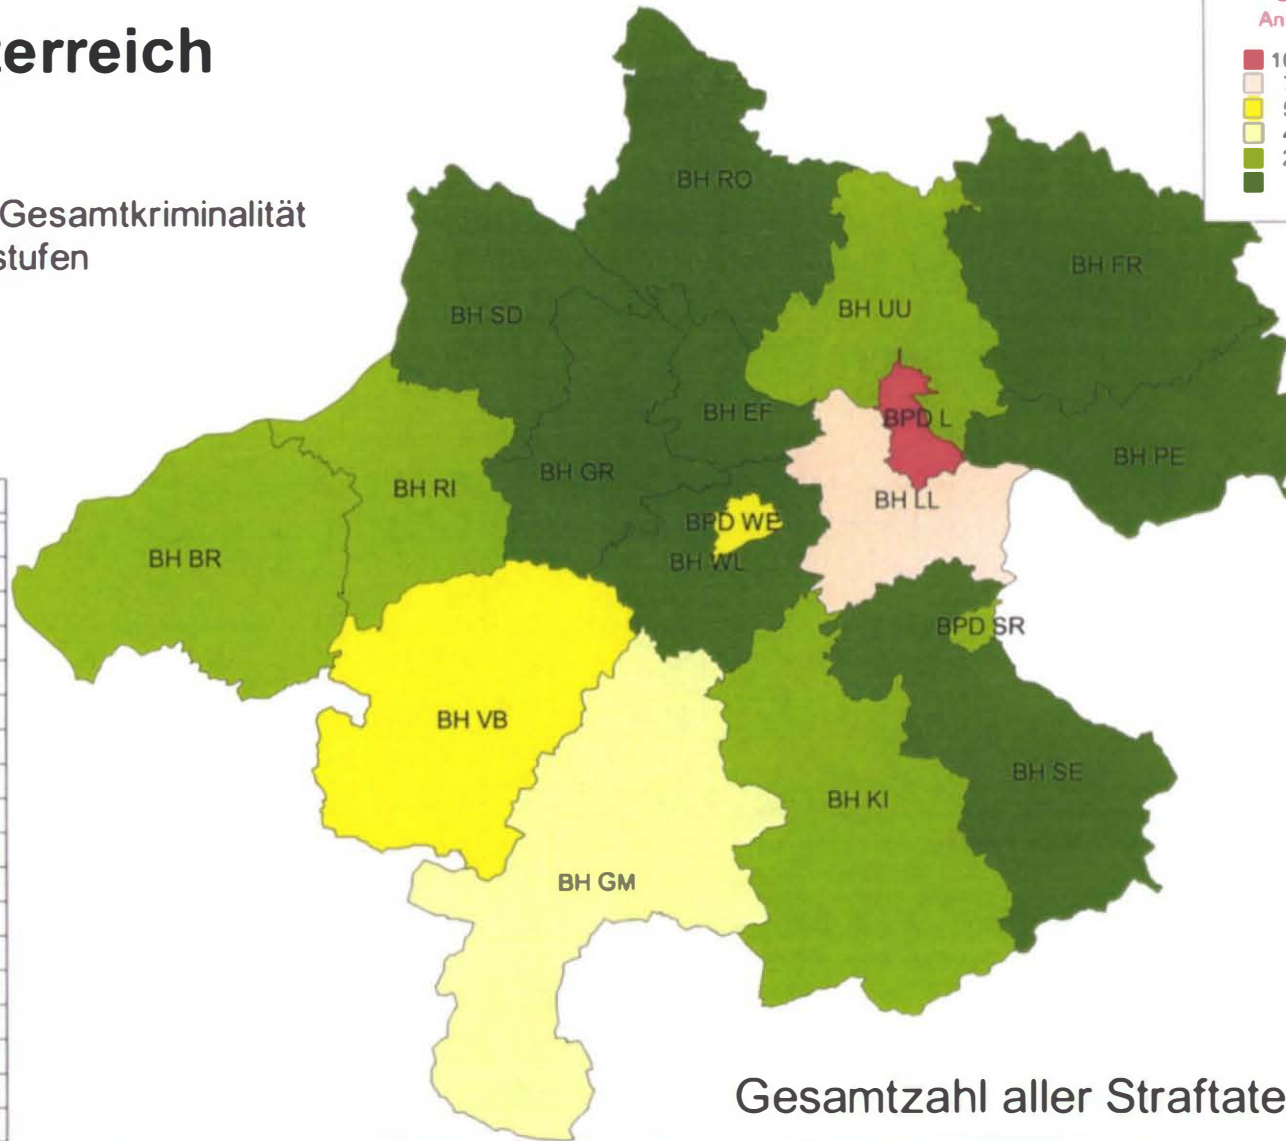 terreich
Gesamtkriminalität
stufen
An
BH RO
BH FR
BH SD
BH UU
BH EF
BPD L
BH PE
BH GR
BH RI
BH LL
BPD WE
BH BR
BH WL
BPD SR
BH VB
BH SE
BH KI
BH GM
Gesamtzahl aller Straftate